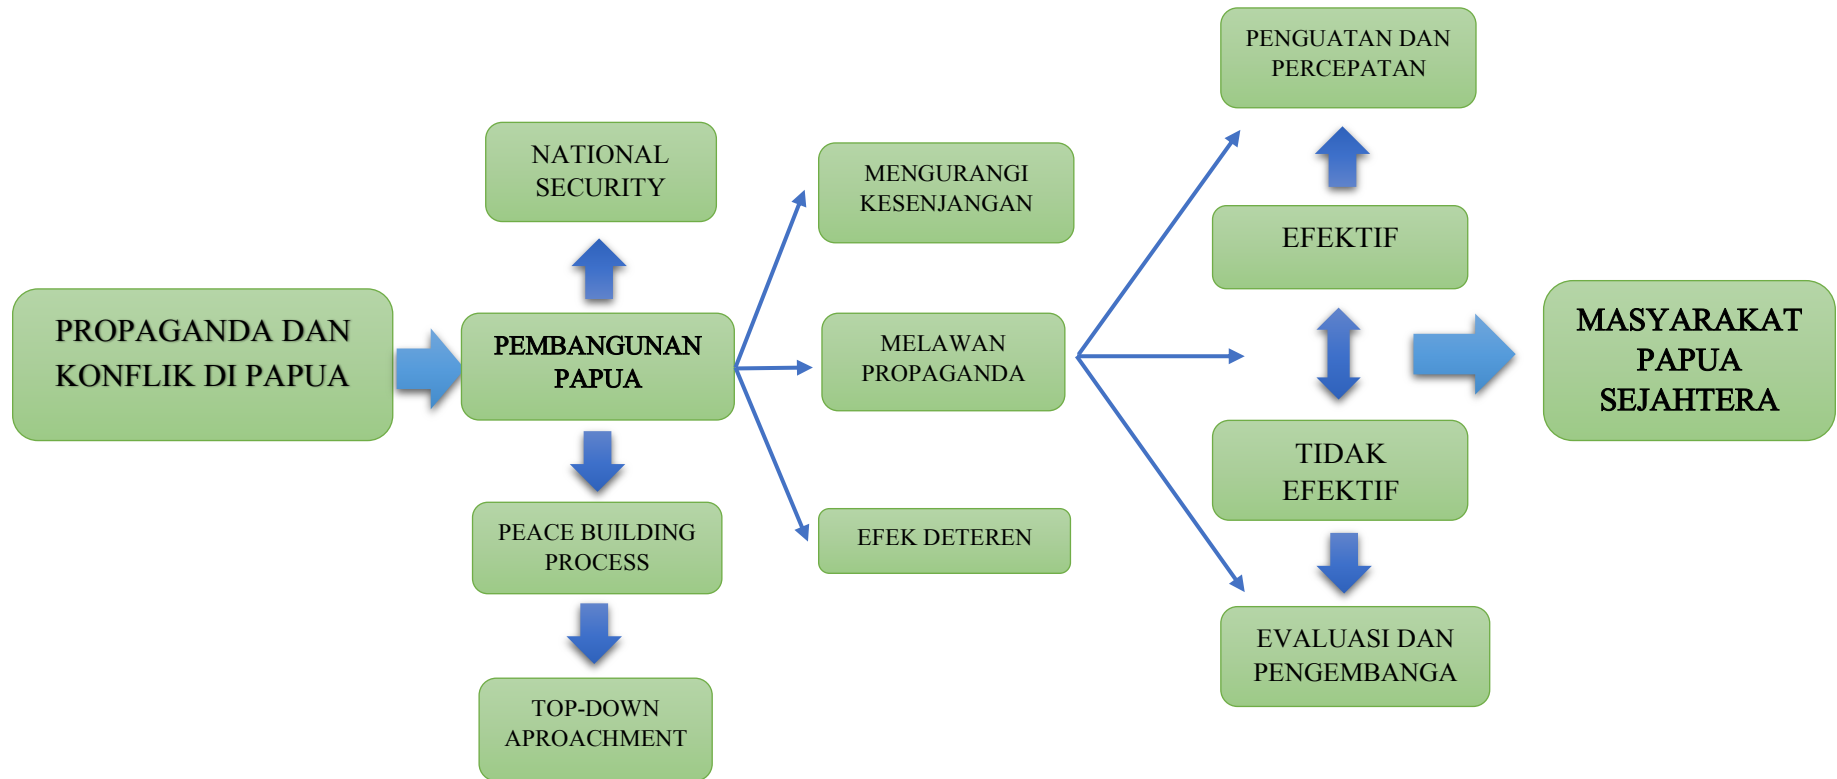 PROPAGANDA DAN
KONFLIK DI PAPUA
NATIONAL
SECURITY
PEMBANGUNAN
PAPUA
PEACE BUILDING
PROCESS
TOP-DOWN
APROACHMENT
MENGURANGI
KESENJANGAN
MELAWAN
PROPAGANDA
EFEK DETEREN
PENGUATAN DAN
PERCEPATAN
EFEKTIF
TIDAK
EFEKTIF
EVALUASI DAN
PENGEMBANGA
MASYARAKAT
PAPUA
SEJAHTERA